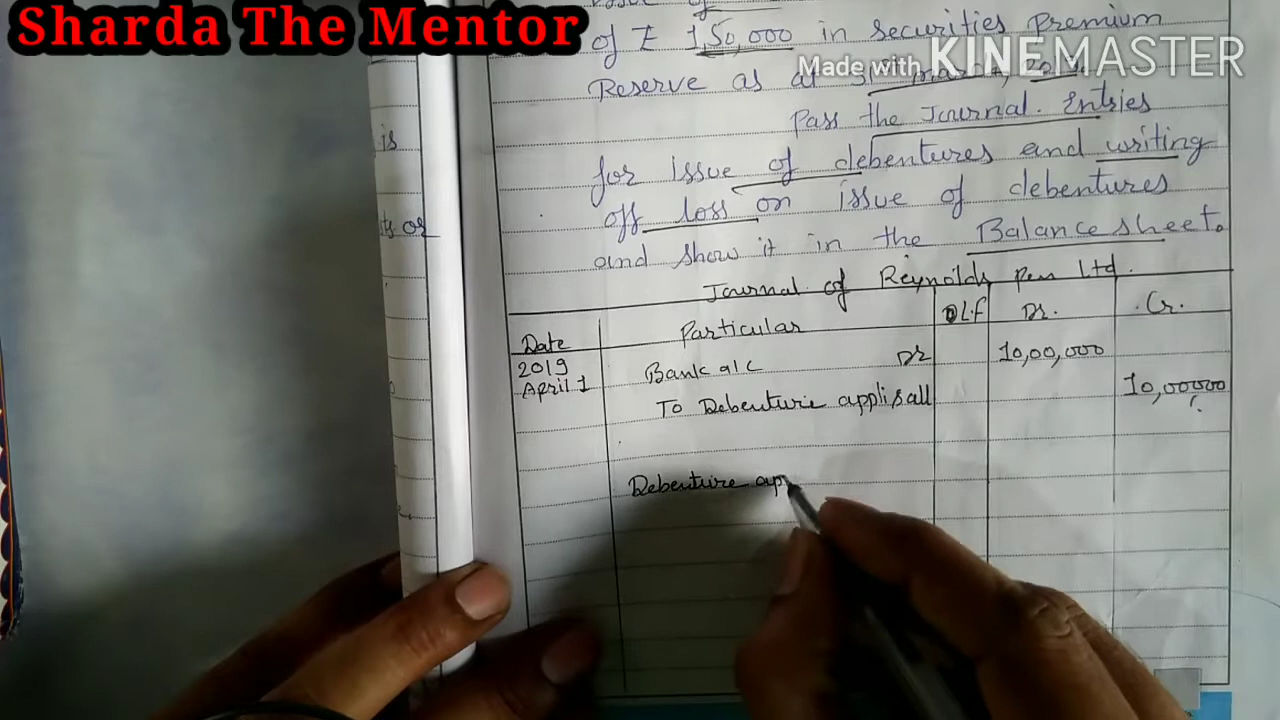 Sharda The Mentor
Made with KINEMASTER
of ₹ 1,50,000 in securities premium
Reserve as at 31
Pass the Journal Entries
for issue of debentures and writing
off loss on issue of debentures
and show it in the Balance sheet.
Journal of Reynolds Pen Ltd.
Date Particular L.F Dr. Cr.
2019
April 1 Bank a/c Dr 10,00,000
To Debenture appli & all 10,00000
Debenture ap
is